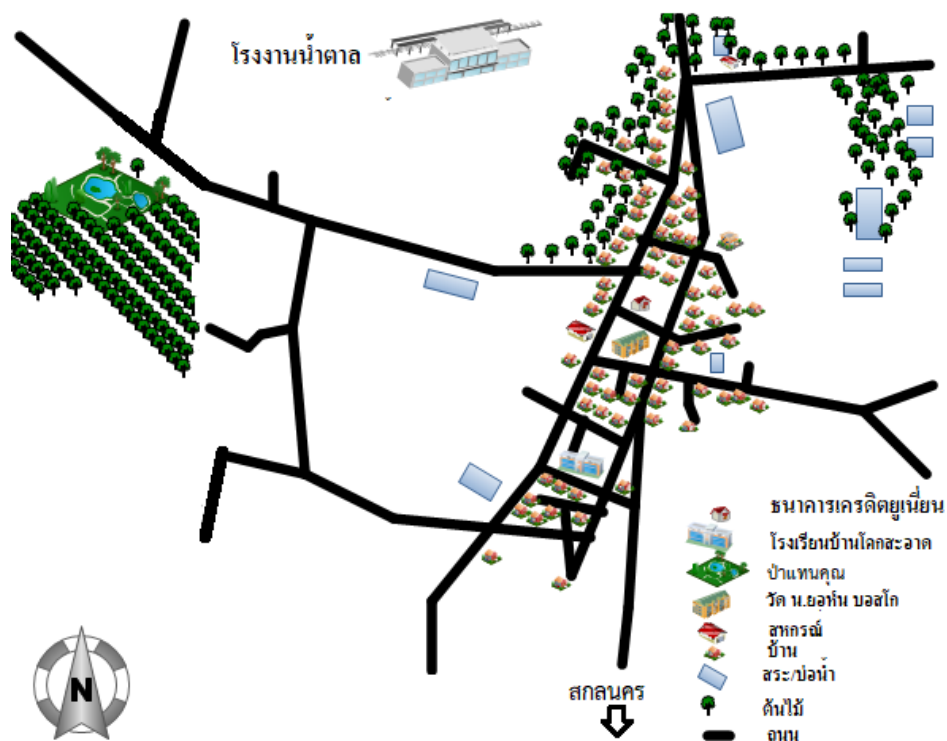 โรงงานน้ำตาล
ธนาคารเครดิตยูเนี่ยน
โรงเรียนบ้านโคกสะอาด
ป่าแทนคุณ
วัด น.ยอห์น บอสโก
สหกรณ์
บ้าน
สระ/บ่อน้ำ
ต้นไม้
ถนน
สกลนคร
N